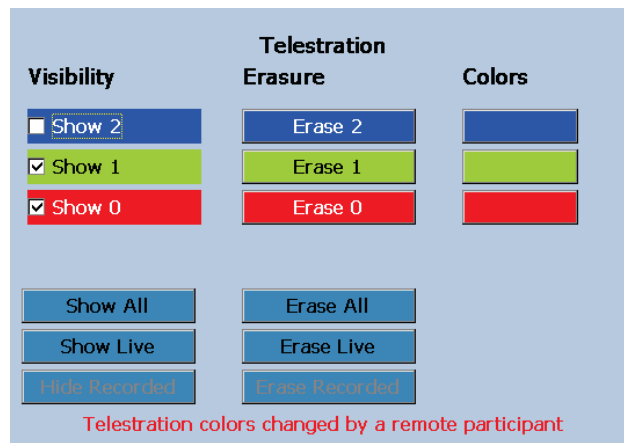 Telestration
Visibility Erasure Colors
Show 2 Erase 2
Show 1 Erase 1
Show 0 Erase 0
Show All Erase All
Show Live Erase Live
Hide Recorded Erase Recorded
Telestration colors changed by a remote participant